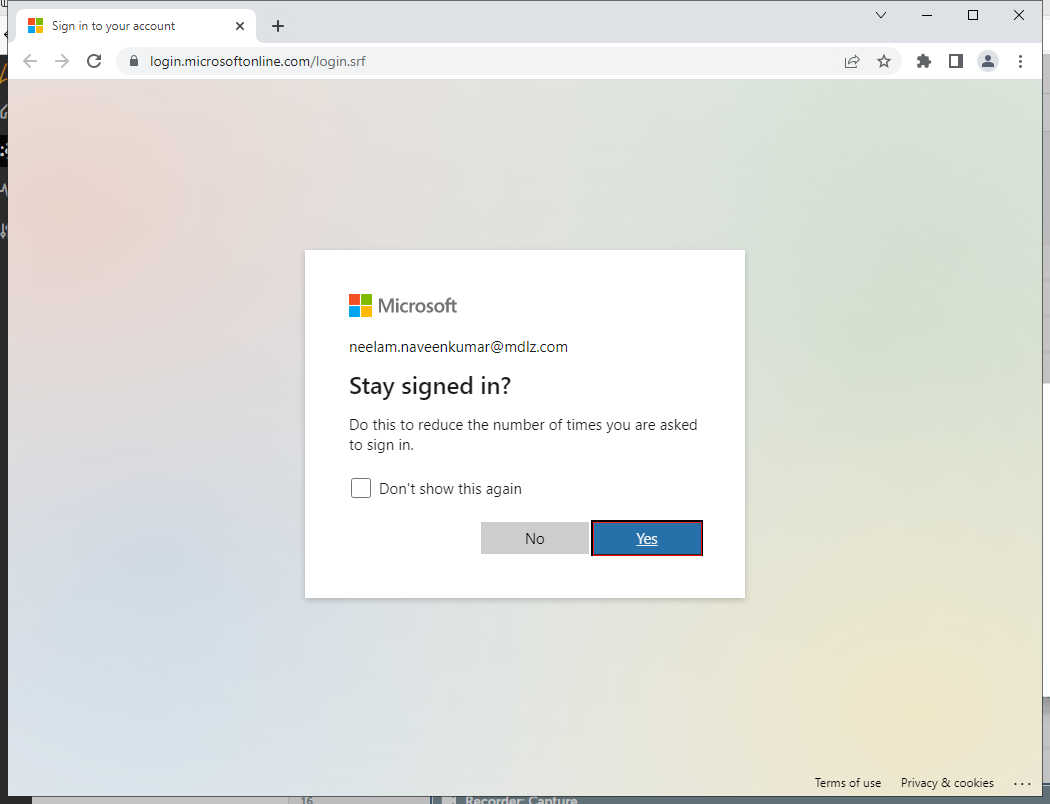 Sign in to your account
login.microsoftonline.com/login.srf
Microsoft
neelam.naveenkumar@mdlz.com
Stay signed in?
Do this to reduce the number of times you are asked
to sign in.
Don't show this again
No
Yes
Terms of use
Privacy & cookies
16
Recorder: Capture